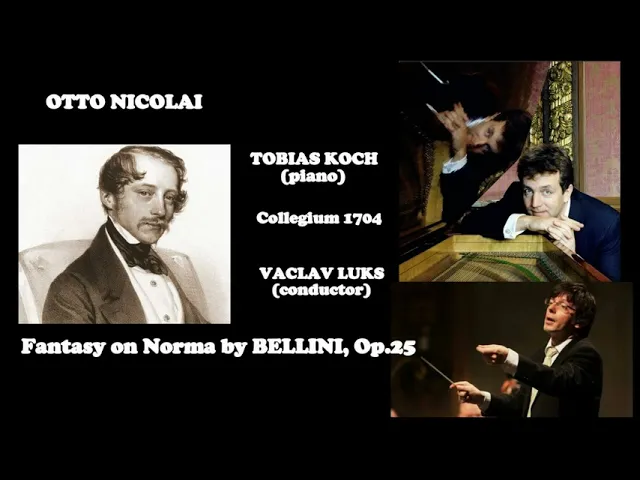 OTTO NICOLAI
TOBIAS KOCH
(piano)
Collegium 1704
VACLAV LUKS
(conductor)
Fantasy on Norma by BELLINI, Op.25